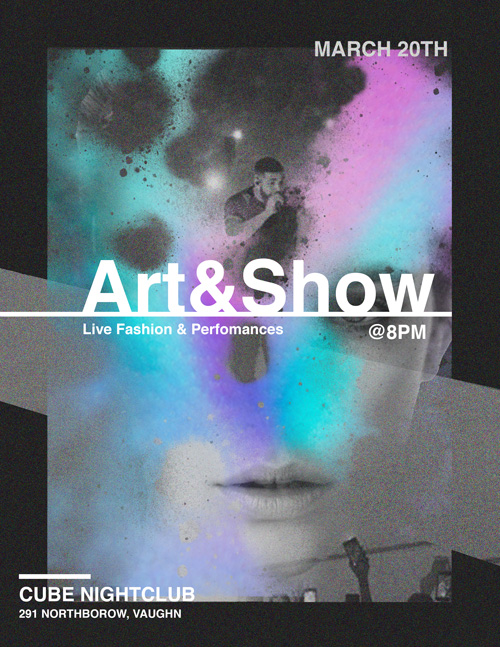 MARCH 20TH
Art&Show
Live Fashion & Perfomances
@8PM
CUBE NIGHTCLUB
291 NORTHBOROW, VAUGHN